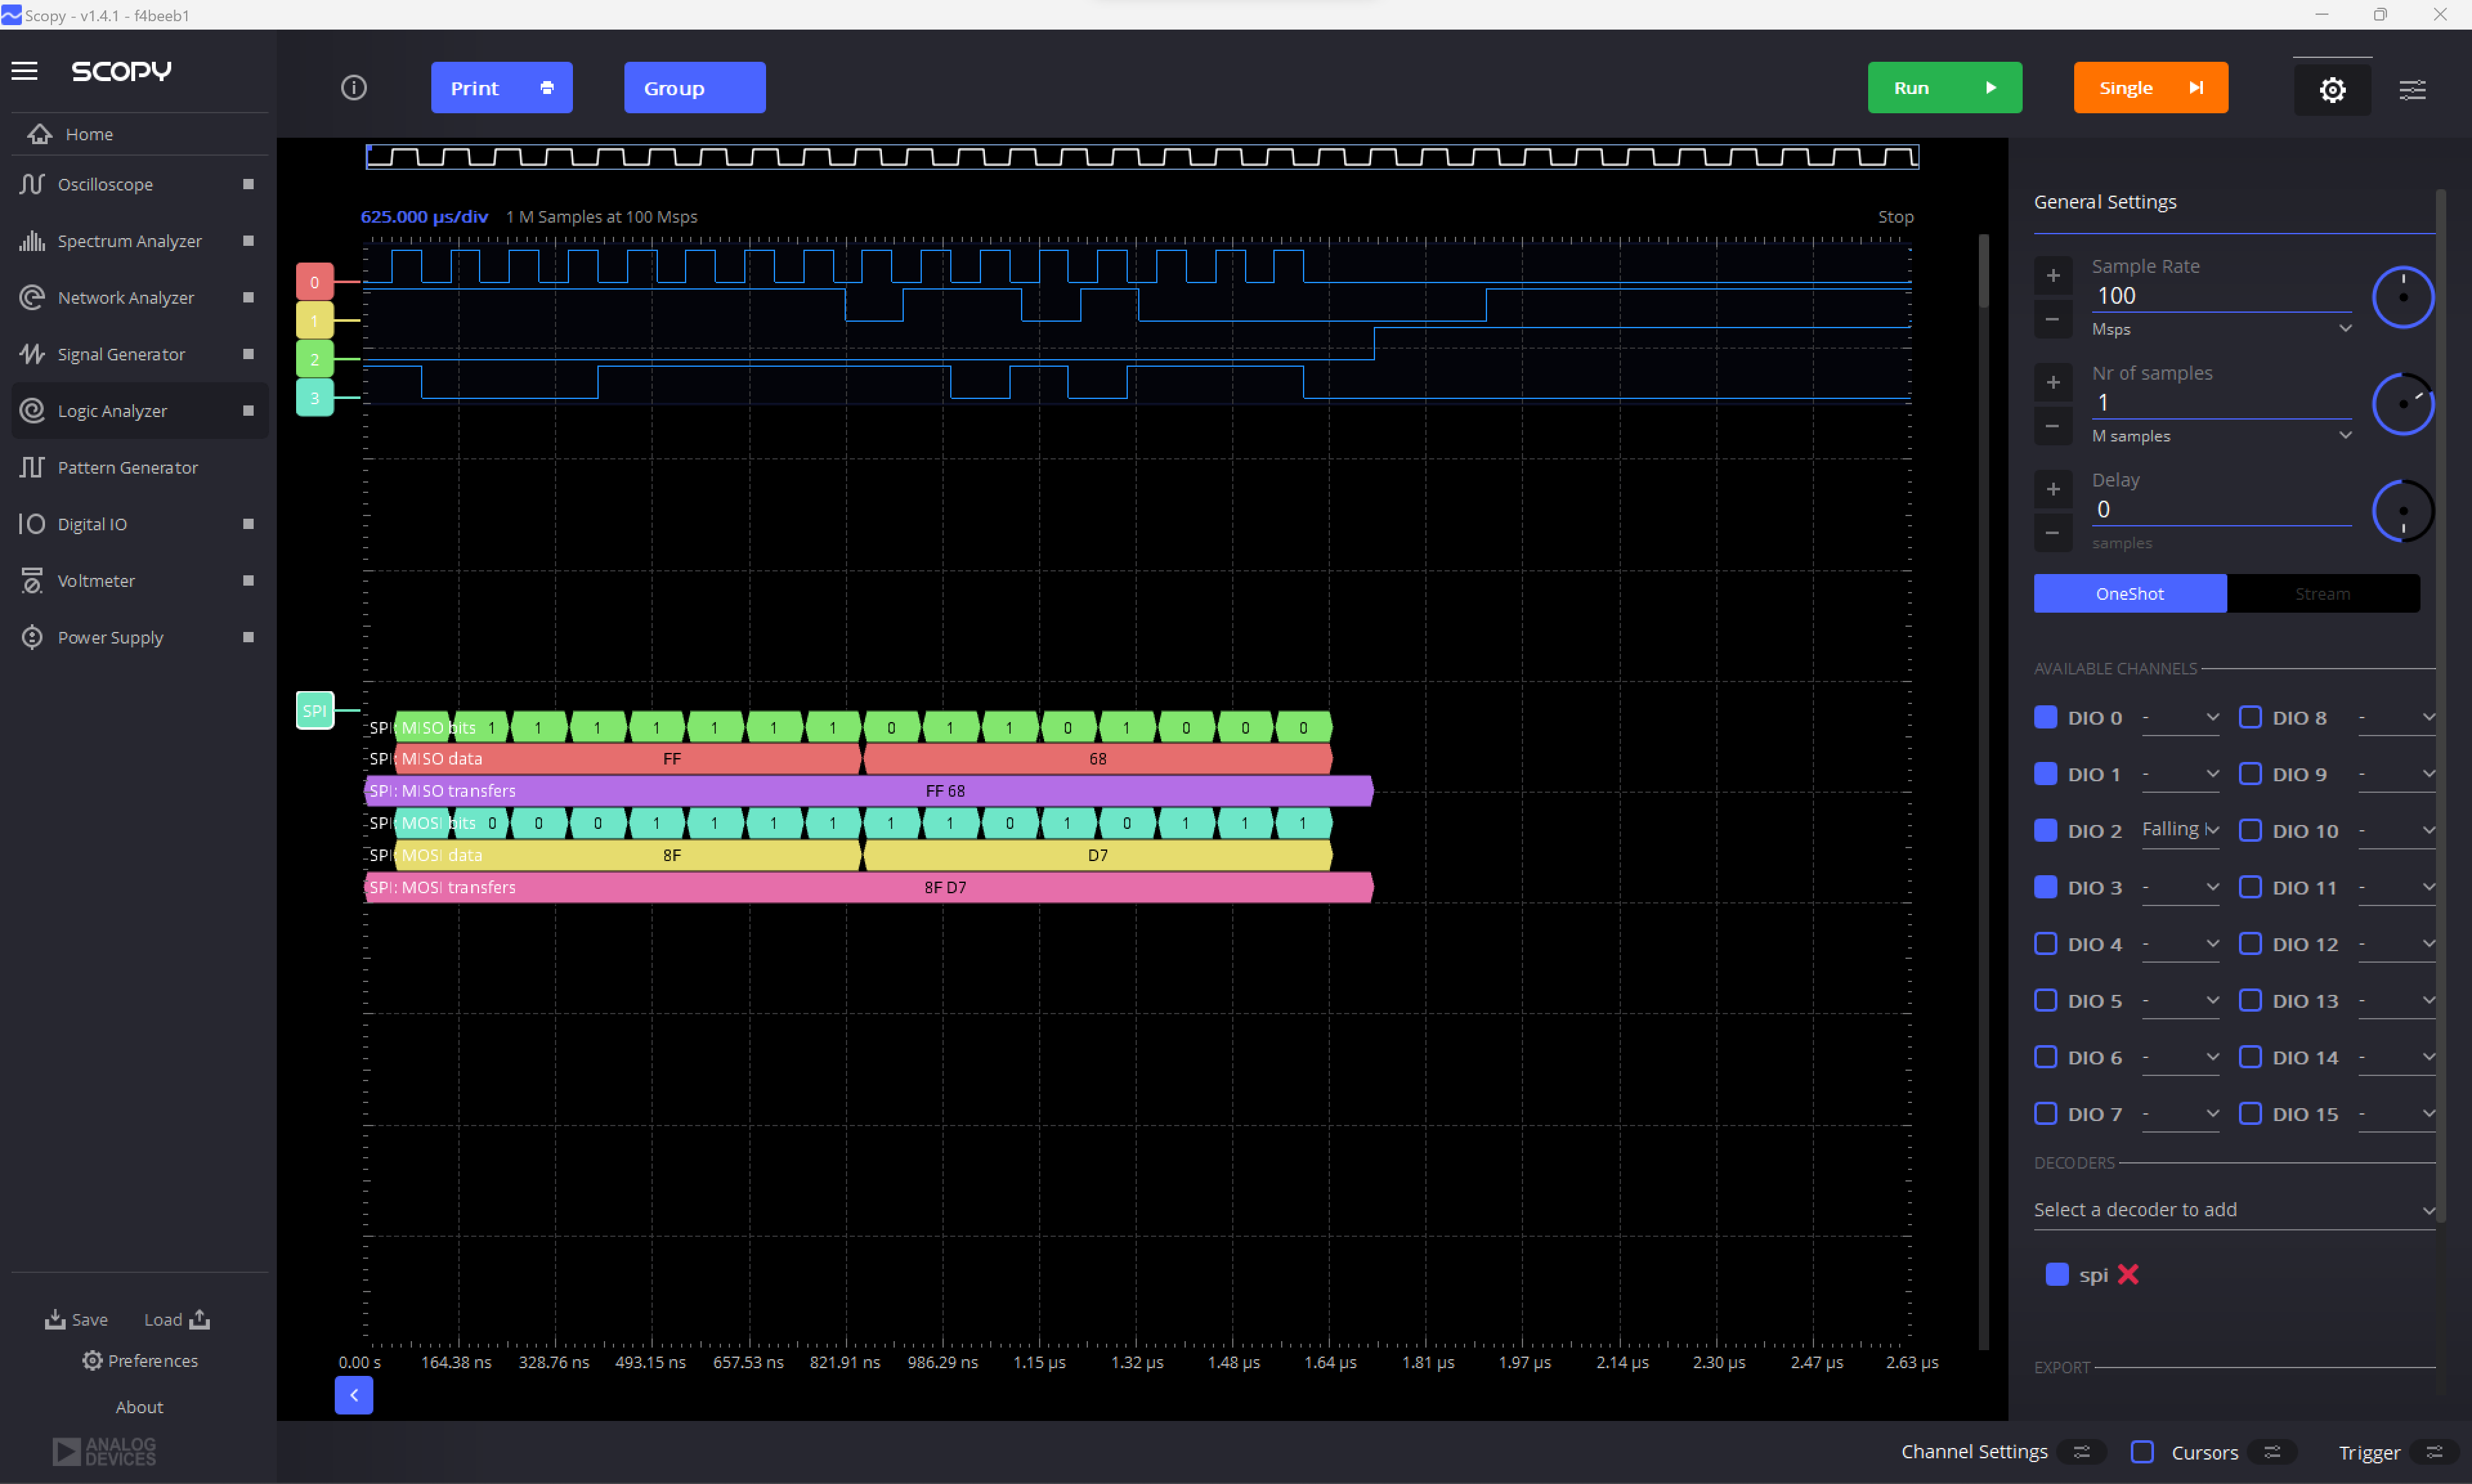 Scopy - v1.4.1 - f4beeb1
SCOPY
Print
Group
Run
Single
Home
Oscilloscope
Spectrum Analyzer
Network Analyzer
Signal Generator
Logic Analyzer
Pattern Generator
Digital IO
Voltmeter
Power Supply
Save Load
Preferences
About
ANALOG
DEVICES
625.000 µs/div 1 M Samples at 100 Msps Stop
0
1
2
3
SPI
SPI: MISO bits 1 1 1 1 1 1 1 0 1 1 0 1 0 0 0
SPI: MISO data FF 68
SPI: MISO transfers FF 68
SPI: MOSI bits 0 0 0 1 1 1 1 1 1 0 1 0 1 1 1
SPI: MOSI data 8F D7
SPI: MOSI transfers 8F D7
0.00 s 164.38 ns 328.76 ns 493.15 ns 657.53 ns 821.91 ns 986.29 ns 1.15 µs 1.32 µs 1.48 µs 1.64 µs 1.81 µs 1.97 µs 2.14 µs 2.30 µs 2.47 µs 2.63 µs
General Settings
Sample Rate
100
Msps
Nr of samples
1
M samples
Delay
0
samples
OneShot Stream
AVAILABLE CHANNELS
DIO 0 - DIO 8 -
DIO 1 - DIO 9 -
DIO 2 Falling DIO 10 -
DIO 3 - DIO 11 -
DIO 4 - DIO 12 -
DIO 5 - DIO 13 -
DIO 6 - DIO 14 -
DIO 7 - DIO 15 -
DECODERS
Select a decoder to add
spi
EXPORT
Channel Settings Cursors Trigger